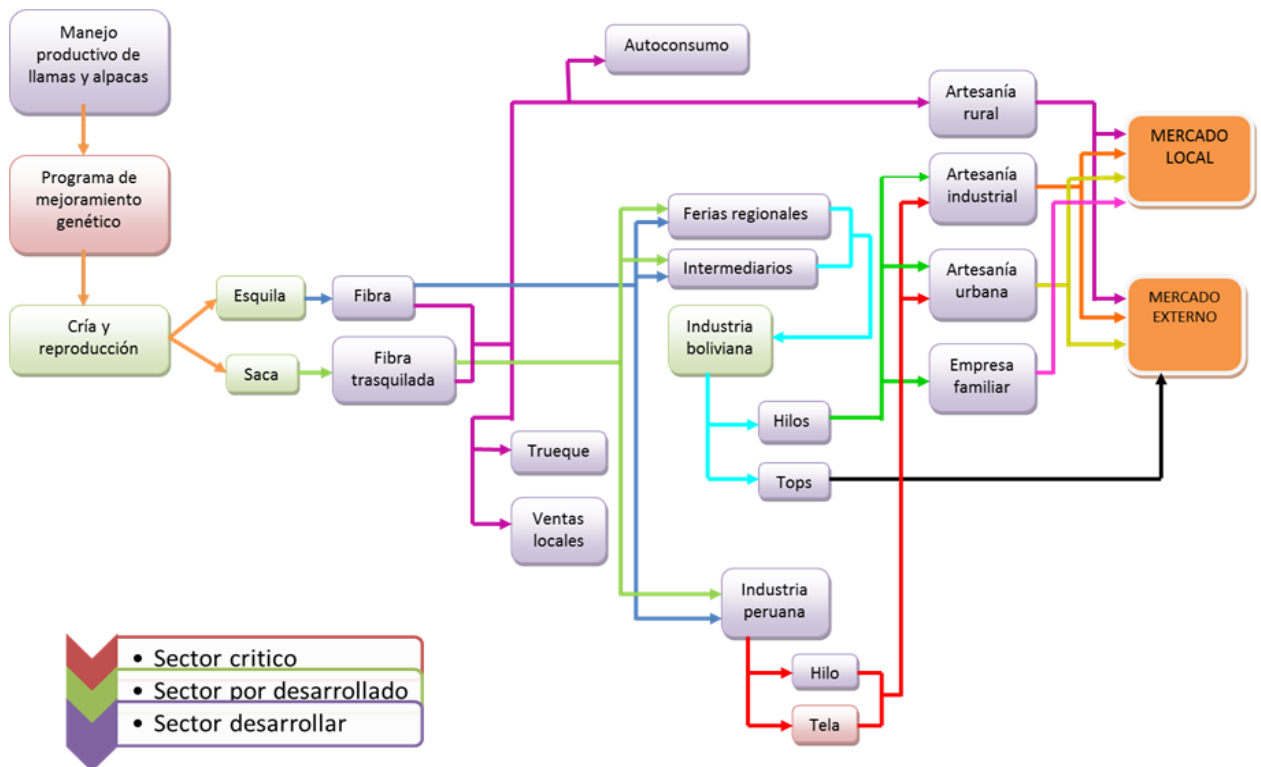 Manejo
productivo de
llamas y alpacas
Programa de
mejoramiento
genético
Cría y
reproducción
Esquila
Saca
Fibra
Fibra
trasquilada
Autoconsumo
Trueque
Ventas
locales
Ferias regionales
Intermediarios
Industria
boliviana
Hilos
Tops
Industria
peruana
Hilo
Tela
Artesanía
rural
Artesanía
industrial
Artesanía
urbana
Empresa
familiar
MERCADO
LOCAL
MERCADO
EXTERNO
• Sector critico
• Sector por desarrollado
• Sector desarrollar